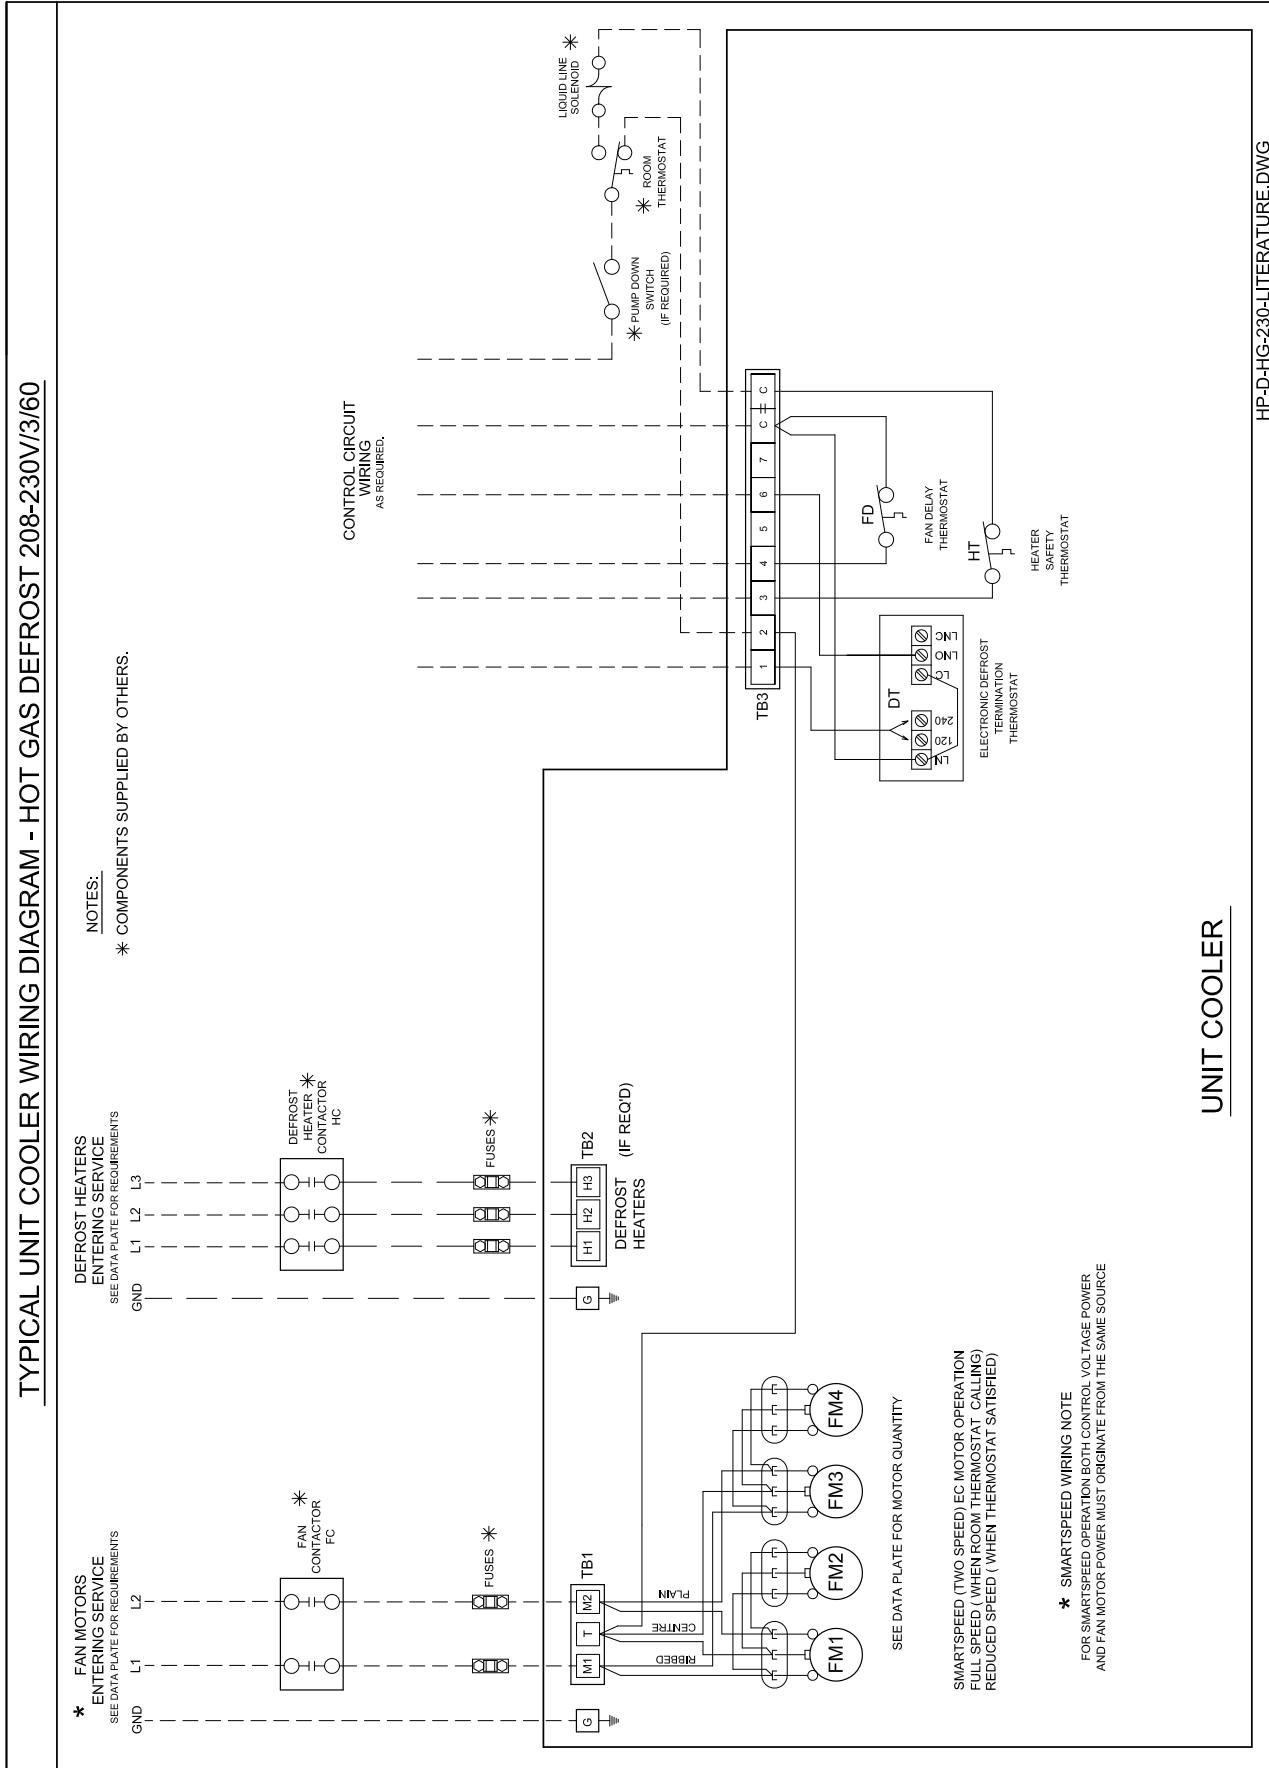 TYPICAL UNIT COOLER WIRING DIAGRAM - HOT GAS DEFROST 208-230V/3/60
NOTES:
* COMPONENTS SUPPLIED BY OTHERS.
* FAN MOTORS
ENTERING SERVICE
SEE DATA PLATE FOR REQUIREMENTS
GND
L1
L2
DEFROST HEATERS
ENTERING SERVICE
SEE DATA PLATE FOR REQUIREMENTS
GND
L1
L2
L3
FAN *
CONTACTOR
FC
DEFROST
HEATER *
CONTACTOR
HC
FUSES *
FUSES *
G
M1
T
M2
TB1
G
H1
H2
H3
TB2
DEFROST
HEATERS
(IF REQ'D)
RIBBED
CENTRE
PLAIN
FM1
FM2
FM3
FM4
SEE DATA PLATE FOR MOTOR QUANTITY
SMARTSPEED (TWO SPEED) EC MOTOR OPERATION
FULL SPEED ( WHEN ROOM THERMOSTAT CALLING)
REDUCED SPEED ( WHEN THERMOSTAT SATISFIED)
* SMARTSPEED WIRING NOTE
FOR SMARTSPEED OPERATION BOTH CONTROL VOLTAGE POWER
AND FAN MOTOR POWER MUST ORIGINATE FROM THE SAME SOURCE
CONTROL CIRCUIT
WIRING
AS REQUIRED.
LIQUID LINE *
SOLENOID
* ROOM
THERMOSTAT
* PUMP DOWN
SWITCH
(IF REQUIRED)
TB3
1
2
3
4
5
6
7
C
C
DT
LN
120
240
LC
LNO
LNC
ELECTRONIC DEFROST
TERMINATION
THERMOSTAT
FD
FAN DELAY
THERMOSTAT
HT
HEATER
SAFETY
THERMOSTAT
UNIT COOLER
HP-D-HG-230-LITERATURE.DWG